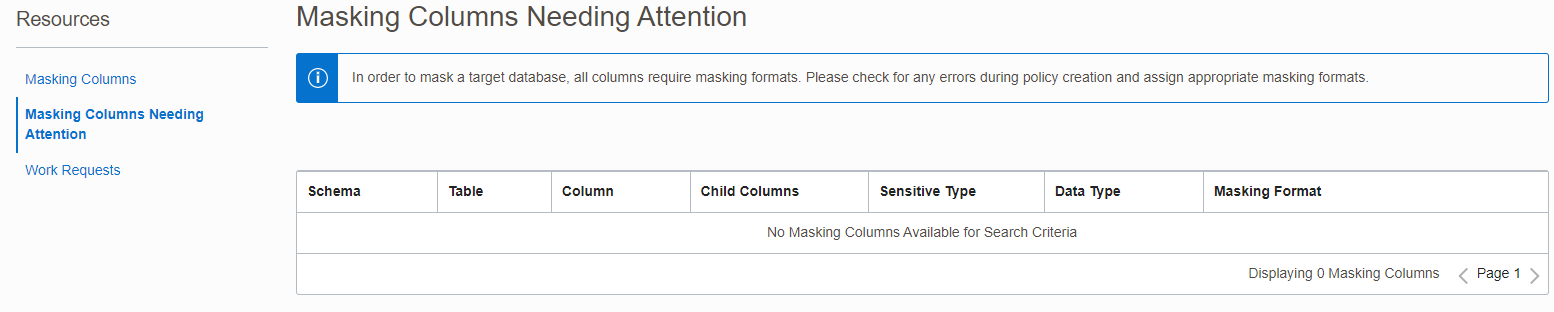 Resources
Masking Columns
Masking Columns Needing
Attention
Work Requests
Masking Columns Needing Attention
In order to mask a target database, all columns require masking formats. Please check for any errors during policy creation and assign appropriate masking formats.
Schema Table Column Child Columns Sensitive Type Data Type Masking Format
No Masking Columns Available for Search Criteria
Displaying 0 Masking Columns Page 1